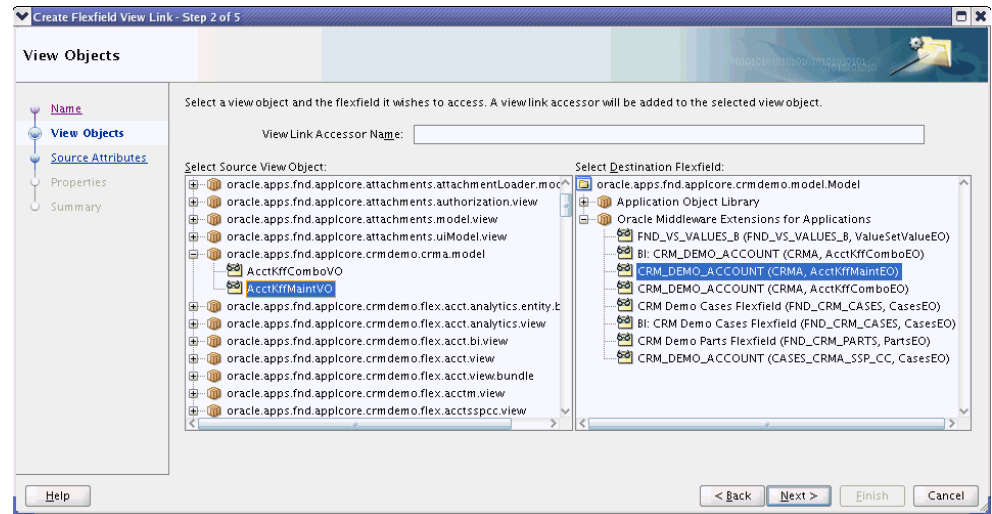 Create Flexfield View Link - Step 2 of 5
View Objects
Name
View Objects
Source Attributes
Properties
Summary
Select a view object and the flexfield it wishes to access. A view link accessor will be added to the selected view object.
View Link Accessor Name:
Select Source View Object:
oracle.apps.fnd.applcore.attachments.attachmentLoader.moc
oracle.apps.fnd.applcore.attachments.authorization.view
oracle.apps.fnd.applcore.attachments.model.view
oracle.apps.fnd.applcore.attachments.uiModel.view
oracle.apps.fnd.applcore.crmdemo.crma.model
AcctKffComboVO
AcctKffMaintVO
oracle.apps.fnd.applcore.crmdemo.flex.acct.analytics.entity.b
oracle.apps.fnd.applcore.crmdemo.flex.acct.analytics.view
oracle.apps.fnd.applcore.crmdemo.flex.acct.bi.view
oracle.apps.fnd.applcore.crmdemo.flex.acct.view
oracle.apps.fnd.applcore.crmdemo.flex.acct.view.bundle
oracle.apps.fnd.applcore.crmdemo.flex.acctm.view
oracle.apps.fnd.applcore.crmdemo.flex.acctsspcc.view
Select Destination Flexfield:
oracle.apps.fnd.applcore.crmdemo.model.Model
Application Object Library
Oracle Middleware Extensions for Applications
FND_VS_VALUES_B (FND_VS_VALUES_B, ValueSetValueEO)
BI: CRM_DEMO_ACCOUNT (CRMA, AcctKffComboEO)
CRM_DEMO_ACCOUNT (CRMA, AcctKffMaintEO)
CRM_DEMO_ACCOUNT (CRMA, AcctKffComboEO)
CRM Demo Cases Flexfield (FND_CRM_CASES, CasesEO)
BI: CRM Demo Cases Flexfield (FND_CRM_CASES, CasesEO)
CRM Demo Parts Flexfield (FND_CRM_PARTS, PartsEO)
CRM_DEMO_ACCOUNT (CASES_CRMA_SSP_CC, CasesEO)
Help
< Back
Next >
Finish
Cancel